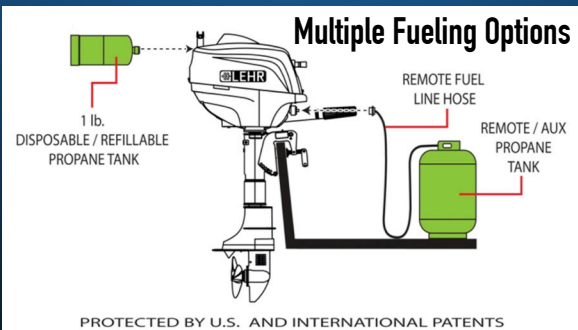 Multiple Fueling Options
LEHR
REMOTE FUEL
LINE HOSE
1 lb.
DISPOSABLE / REFILLABLE
PROPANE TANK
REMOTE / AUX
PROPANE
TANK
PROTECTED BY U.S. AND INTERNATIONAL PATENTS